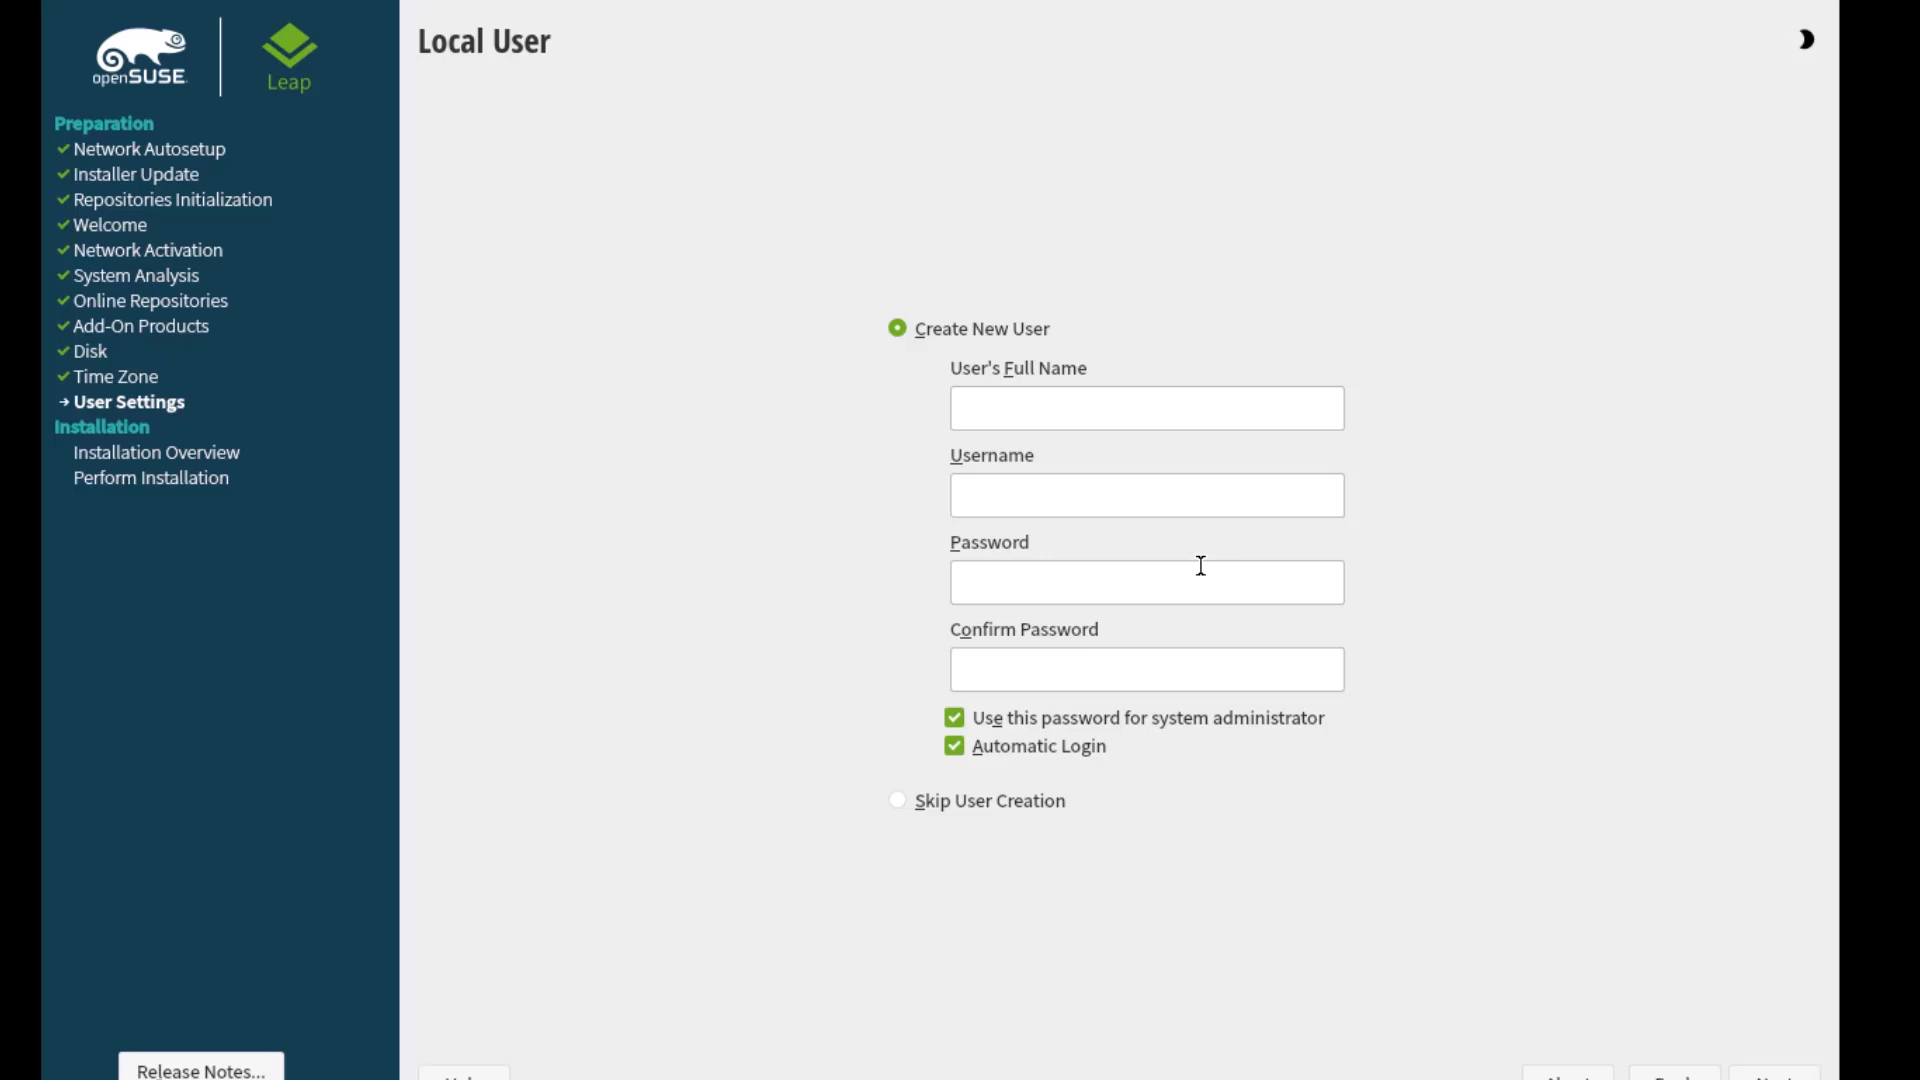 openSUSE
Leap
Local User
Preparation
Network Autosetup
Installer Update
Repositories Initialization
Welcome
Network Activation
System Analysis
Online Repositories
Add-On Products
Disk
Time Zone
User Settings
Installation
Installation Overview
Perform Installation
Create New User
User's Full Name
Username
Password
Confirm Password
Use this password for system administrator
Automatic Login
Skip User Creation
Release Notes...